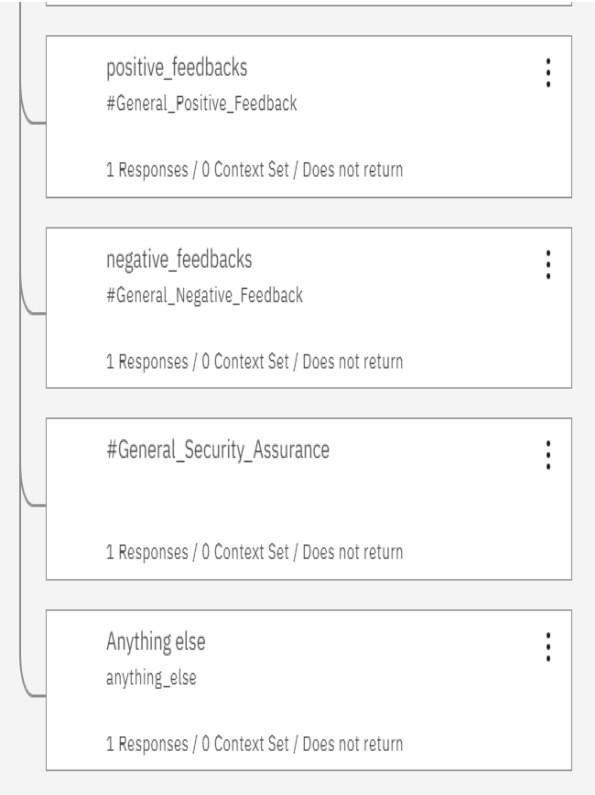 positive_feedbacks
#General_Positive_Feedback
1 Responses / 0 Context Set / Does not return
negative_feedbacks
#General_Negative_Feedback
1 Responses / 0 Context Set / Does not return
#General_Security_Assurance
1 Responses / 0 Context Set / Does not return
Anything else
anything_else
1 Responses / 0 Context Set / Does not return